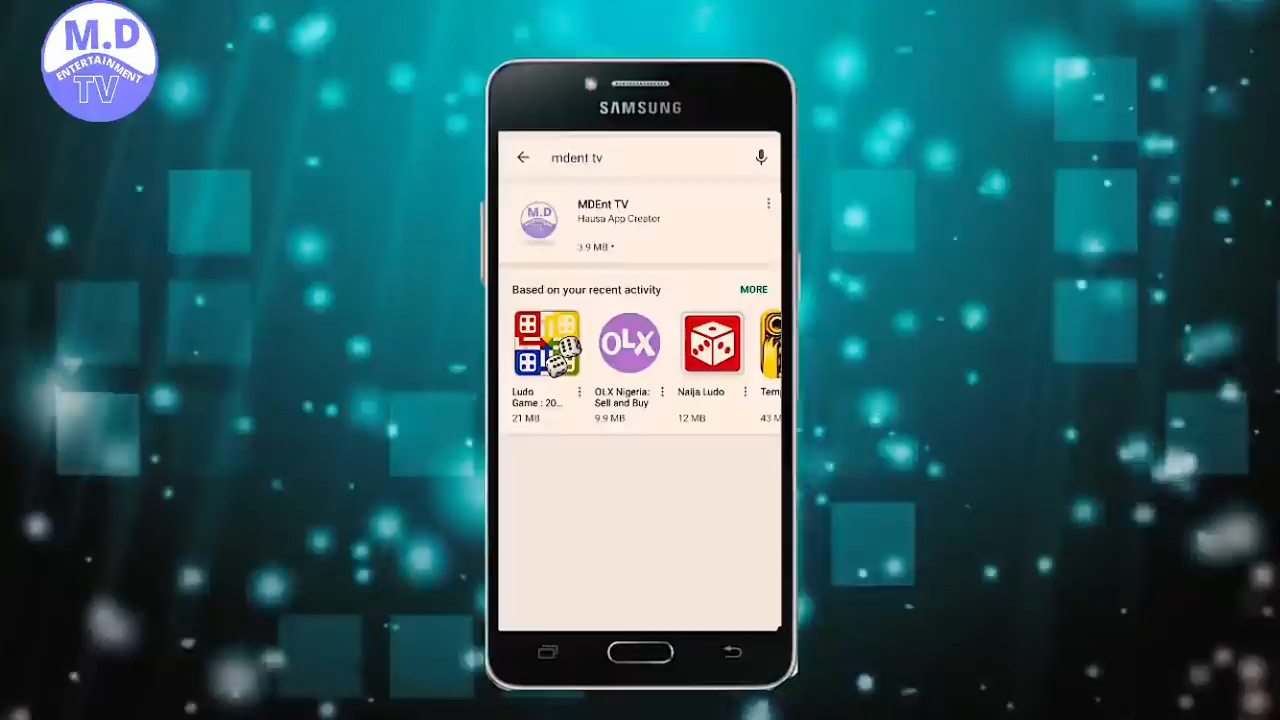 M.D
ENTERTAINMENT
TV
SAMSUNG
mdent tv
M.D
MDEnt TV
Hausa App Creator
3.9 MB •
Based on your recent activity
MORE
OLX
Ludo
Game : 20...
21 MB
OLX Nigeria:
Sell and Buy
9.9 MB
Naija Ludo
12 MB
Tem
43 M